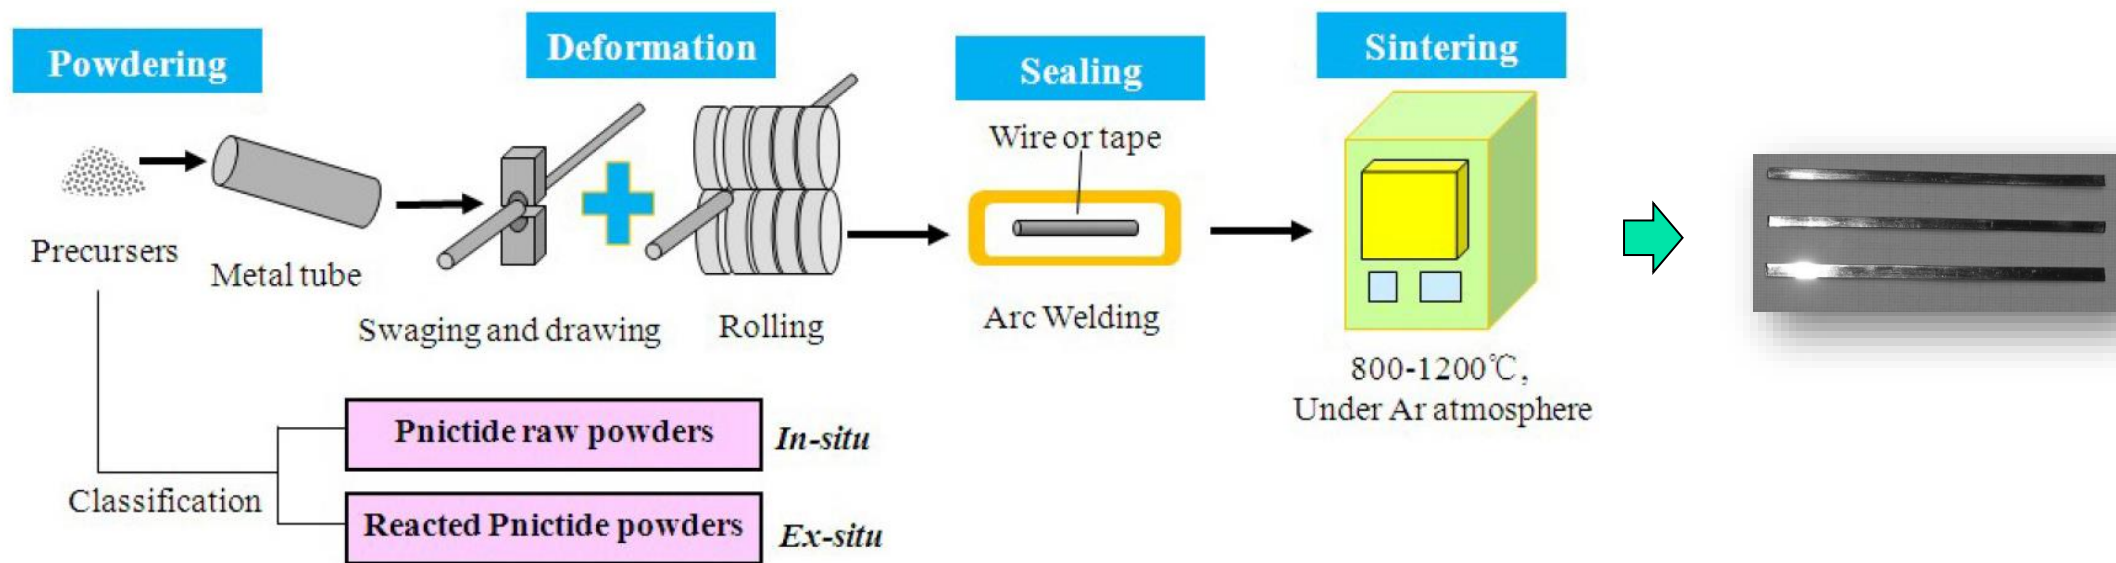 Powdering
Deformation
Sealing
Sintering
Precursers
Metal tube
Swaging and drawing
Rolling
Wire or tape
Arc Welding
800-1200℃,
Under Ar atmosphere
Classification
Pnictide raw powders
In-situ
Reacted Pnictide powders
Ex-situ